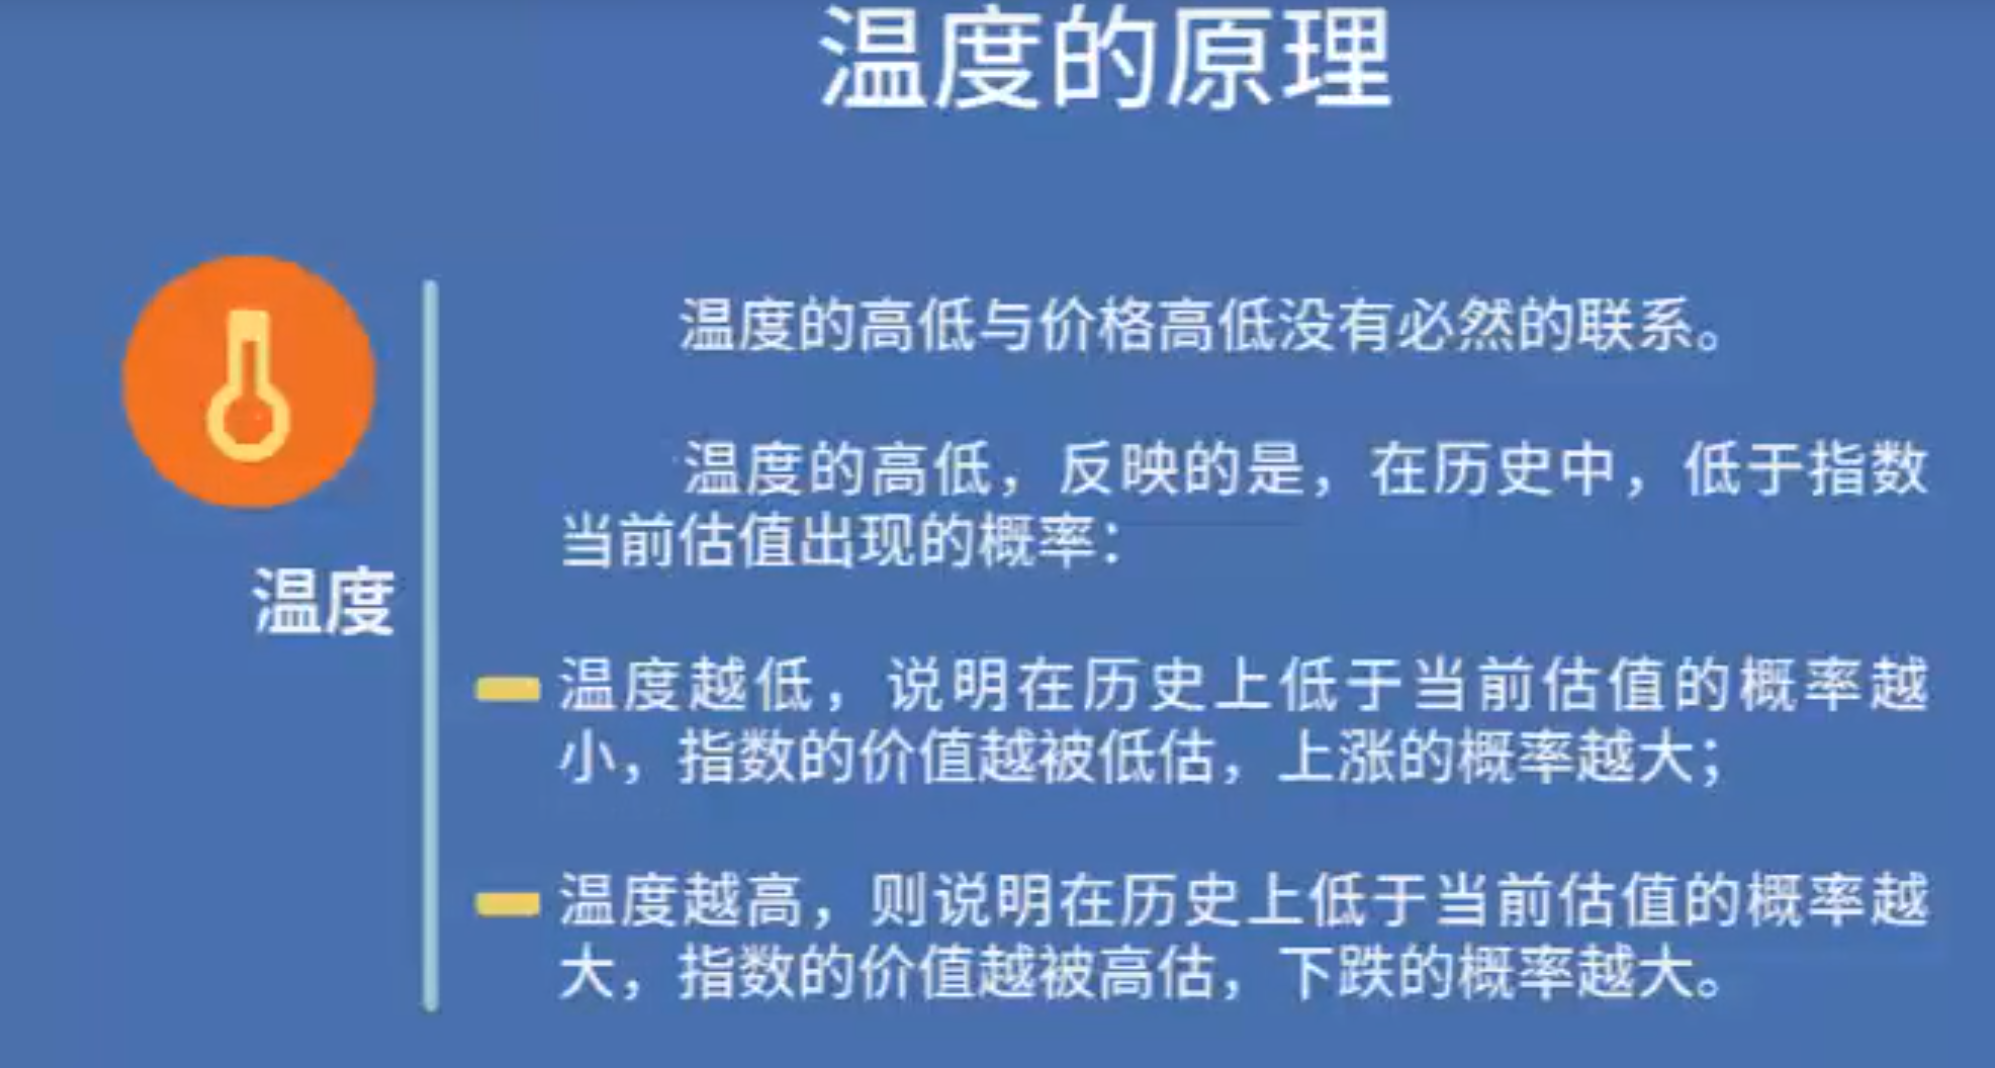 温度的原理
温度
温度的高低与价格高低没有必然的联系。
温度的高低，反映的是，在历史中，低于指数
当前估值出现的概率：
温度越低，说明在历史上低于当前估值的概率越
小，指数的价值越被低估，上涨的概率越大；
温度越高，则说明在历史上低于当前估值的概率越
大，指数的价值越被高估，下跌的概率越大。